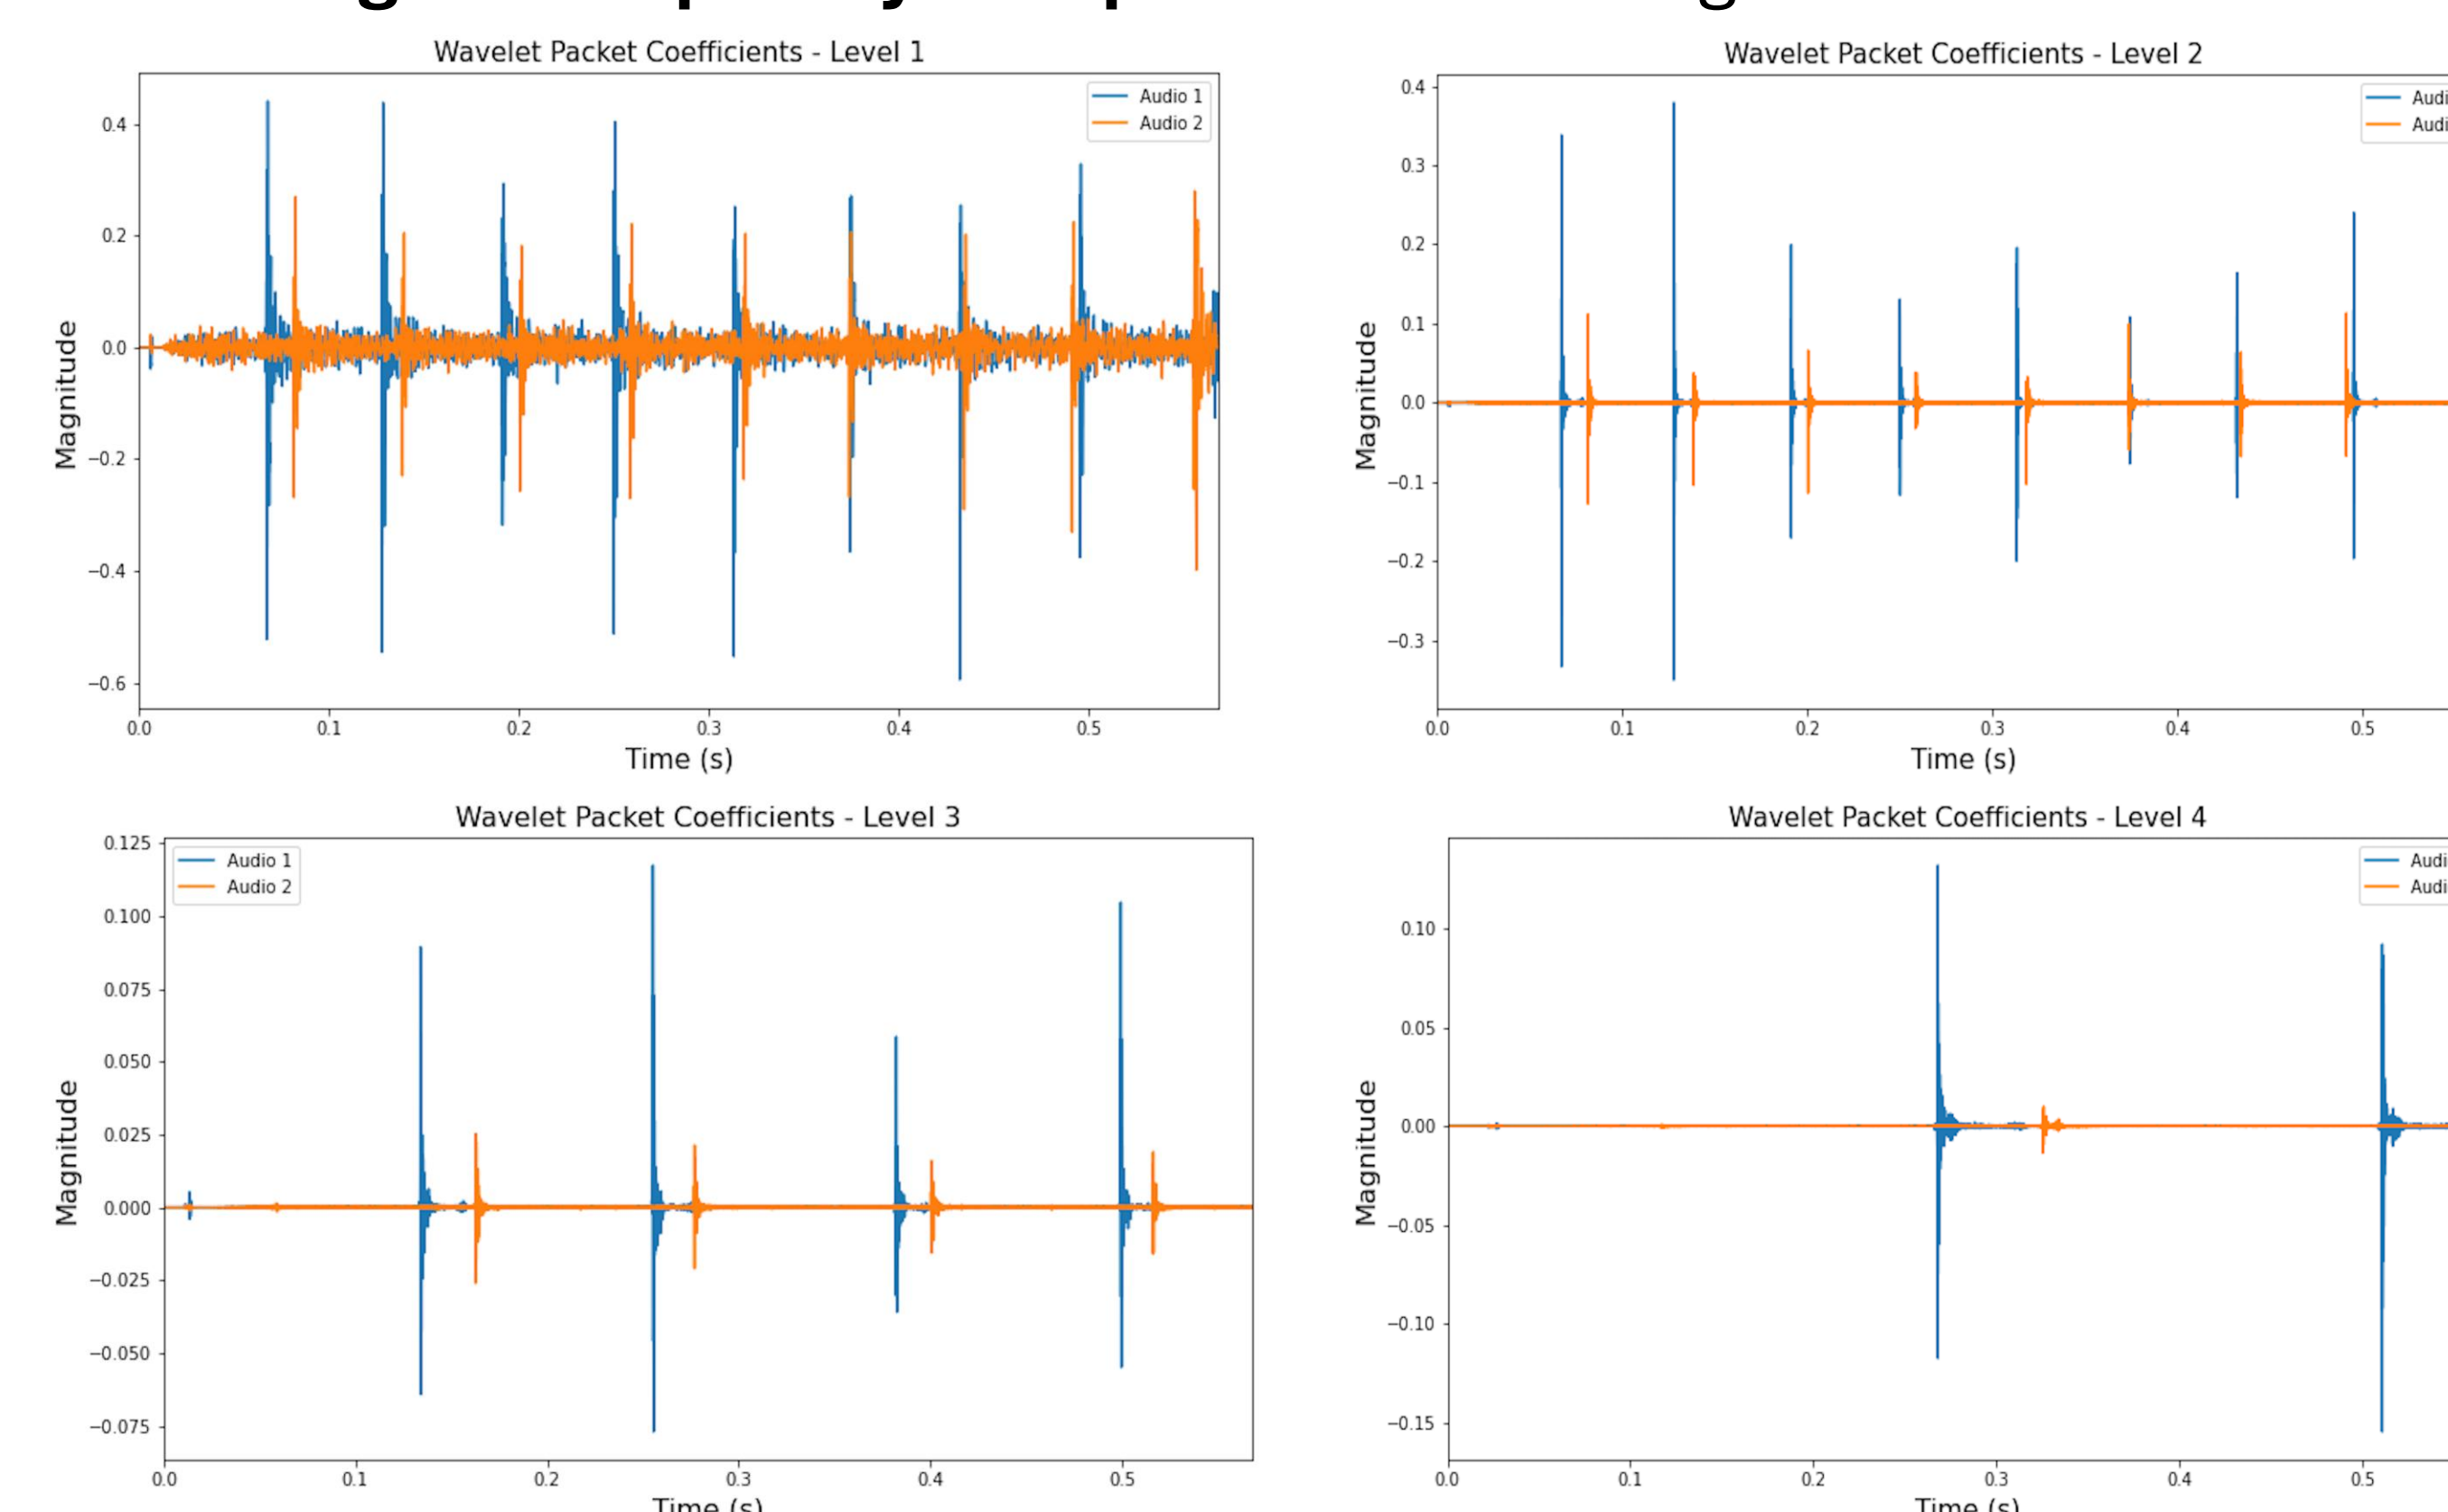 Wavelet Packet Coefficients - Level 1
Audio 1
Audio 2
0.4
0.2
0.0
−0.2
−0.4
−0.6
Magnitude
0.0 0.1 0.2 0.3 0.4 0.5
Time (s)
Wavelet Packet Coefficients - Level 2
0.4
0.3
0.2
0.1
0.0
−0.1
−0.2
−0.3
Magnitude
0.0 0.1 0.2 0.3 0.4 0.5
Time (s)
Wavelet Packet Coefficients - Level 3
Audio 1
Audio 2
0.125
0.100
0.075
0.050
0.025
0.000
−0.025
−0.050
−0.075
Magnitude
0.0 0.1 0.2 0.3 0.4 0.5
Time (s)
Wavelet Packet Coefficients - Level 4
0.10
0.05
0.00
−0.05
−0.10
−0.15
Magnitude
0.0 0.1 0.2 0.3 0.4 0.5
Time (s)